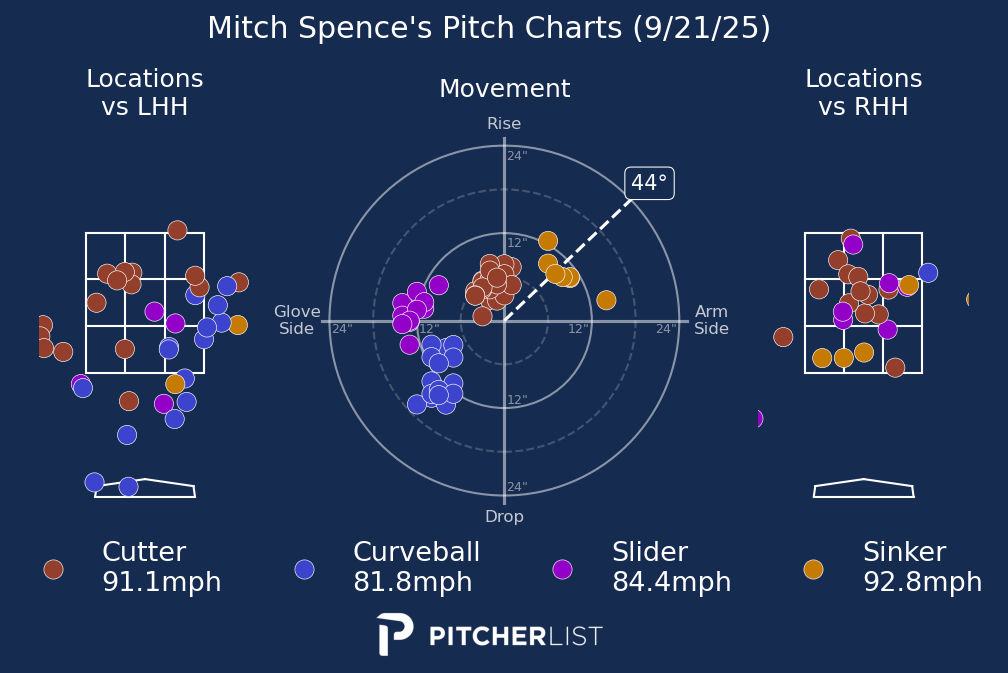 Mitch Spence's Pitch Charts (9/21/25)
Locations
vs LHH
Movement
Locations
vs RHH
Rise
24"
44°
12"
Glove
Side
24"
12"
12"
24"
Arm
Side
12"
24"
Drop
Cutter
91.1mph
Curveball
81.8mph
Slider
84.4mph
Sinker
92.8mph
PITCHERLIST